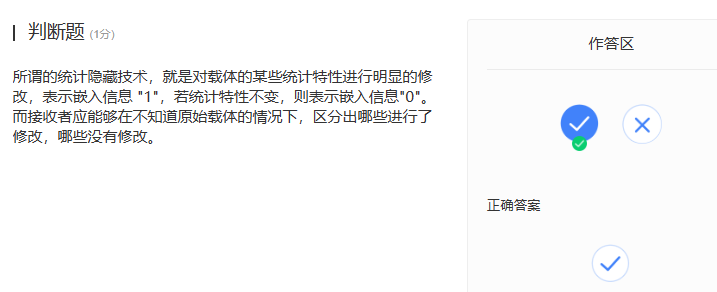 判断题 (1分)
所谓的统计隐藏技术，就是对载体的某些统计特性进行明显的修
改，表示嵌入信息 "1"，若统计特性不变，则表示嵌入信息"0"。
而接收者应能够在不知道原始载体的情况下，区分出哪些进行了
修改，哪些没有修改。
作答区
正确答案